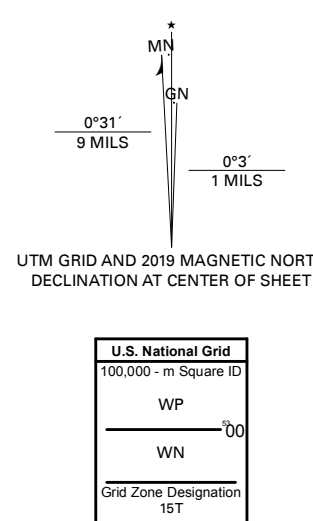 ★
MN
GN
0°31´
9 MILS
0°3´
1 MILS
UTM GRID AND 2019 MAGNETIC NORT
DECLINATION AT CENTER OF SHEET
U.S. National Grid
100,000 - m Square ID
WP
⁵³00
WN
Grid Zone Designation
15T